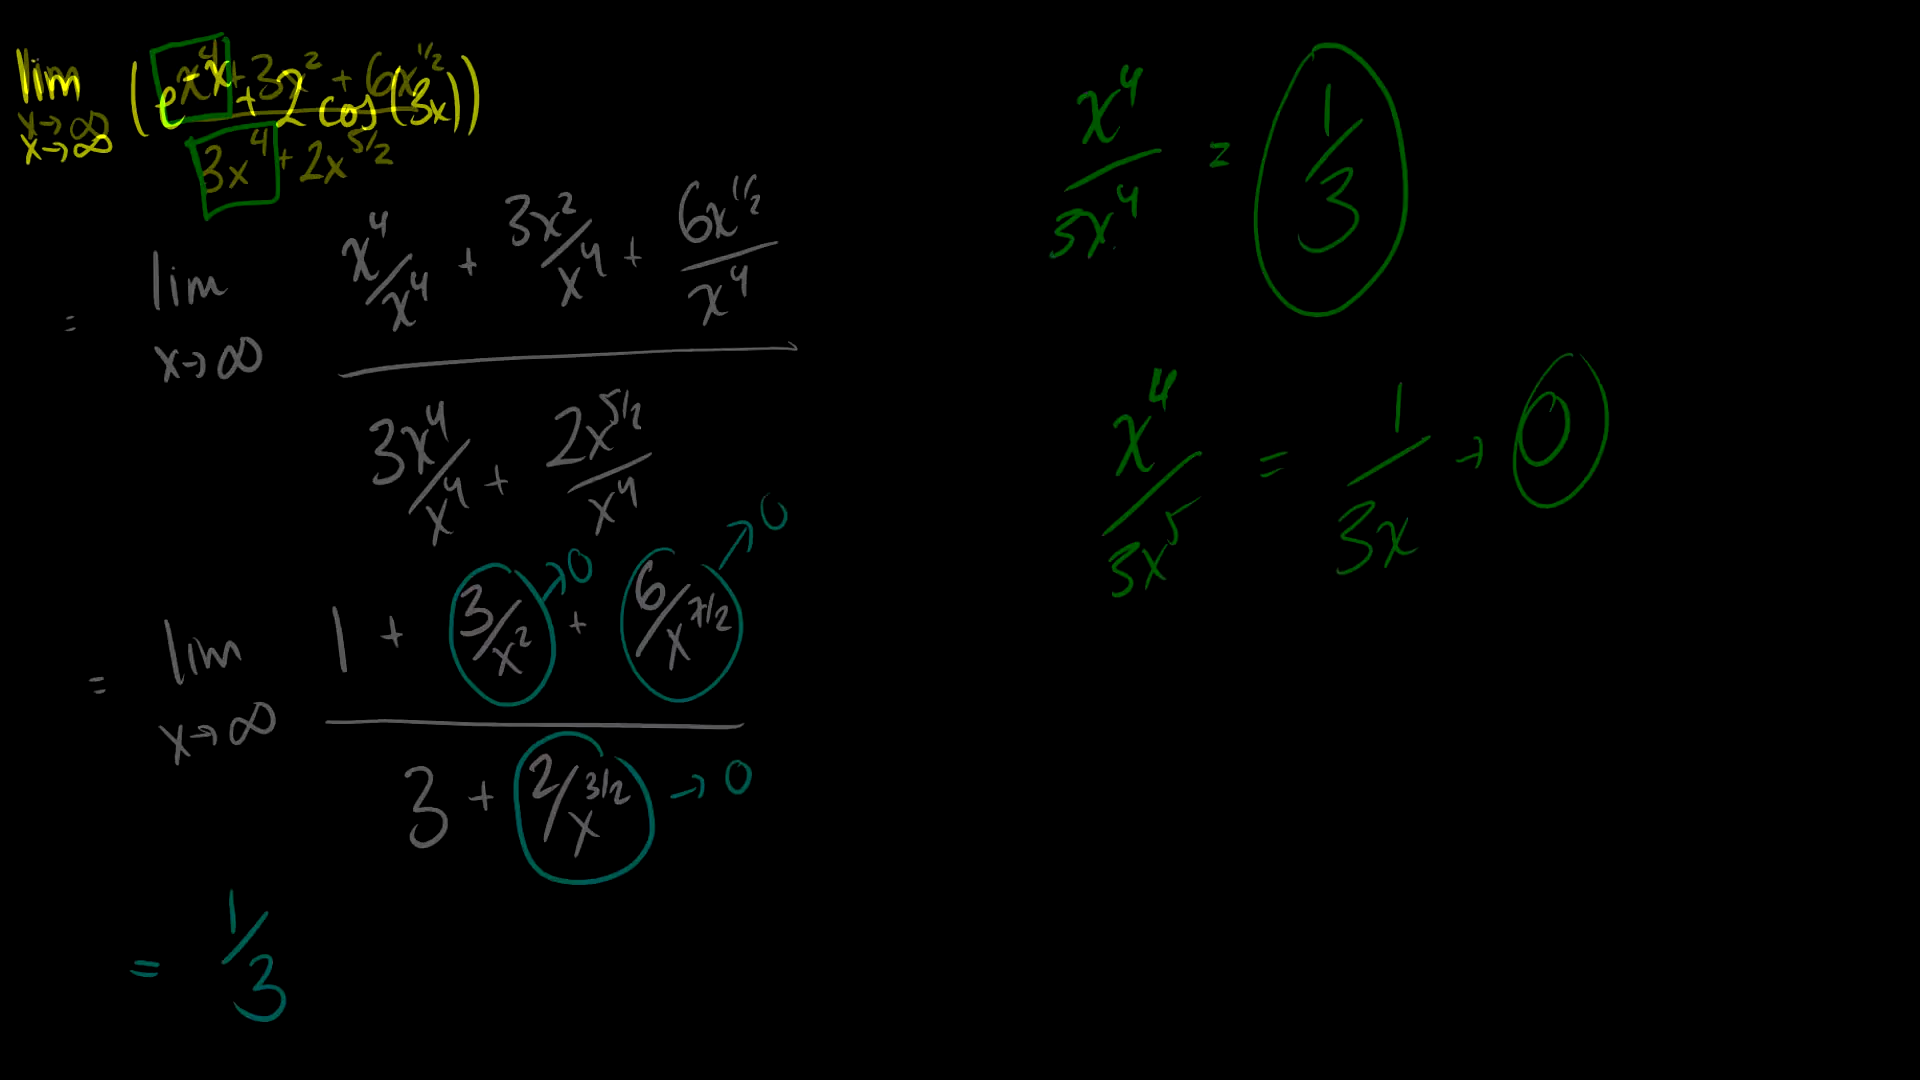 lim x→∞ (x^4 + 3x^2 + 6x^{1/2}) / (3x^4 + 2x^{5/2})
lim x→∞ (e^{-x} + 2 cos(3x))
= lim x→∞ (x^4/x^4 + 3x^2/x^4 + 6x^{1/2}/x^4) / (3x^4/x^4 + 2x^{5/2}/x^4)
= lim x→∞ (1 + 3/x^2 + 6/x^{7/2}) / (3 + 2/x^{3/2})
→0 →0
→0
= 1/3
x^4/3x^4 = 1/3
x^4/3x^5 = 1/3x → 0